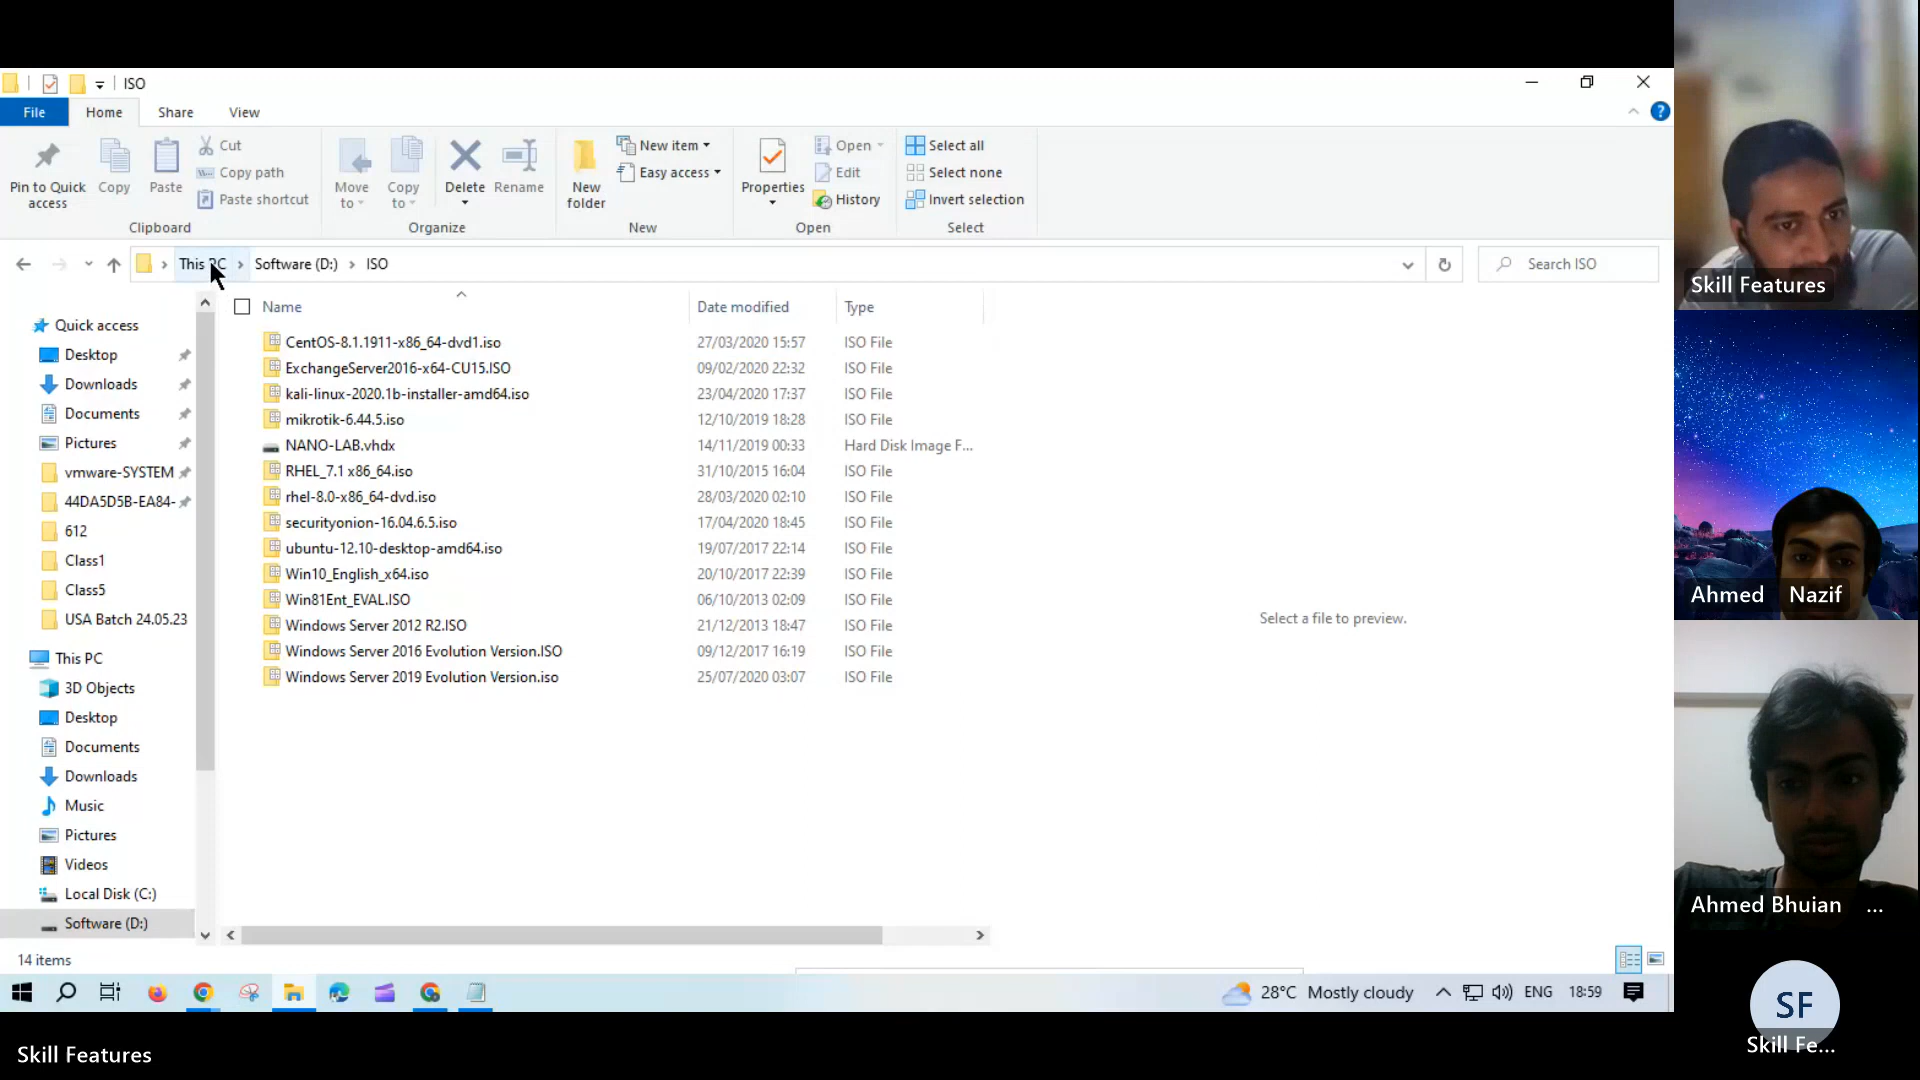 ISO
File Home Share View
Pin to Quick access
Copy
Paste
Cut
Copy path
Paste shortcut
Clipboard
Move to
Copy to
Delete
Rename
Organize
New folder
New item
Easy access
New
Properties
Open
Edit
History
Open
Select all
Select none
Invert selection
Select
This PC > Software (D:) > ISO
Search ISO
Quick access
Desktop
Downloads
Documents
Pictures
vmware-SYSTEM
44DA5D5B-EA84-
612
Class1
Class5
USA Batch 24.05.23
This PC
3D Objects
Desktop
Documents
Downloads
Music
Pictures
Videos
Local Disk (C:)
Software (D:)
Name Date modified Type
CentOS-8.1.1911-x86_64-dvd1.iso 27/03/2020 15:57 ISO File
ExchangeServer2016-x64-CU15.ISO 09/02/2020 22:32 ISO File
kali-linux-2020.1b-installer-amd64.iso 23/04/2020 17:37 ISO File
mikrotik-6.44.5.iso 12/10/2019 18:28 ISO File
NANO-LAB.vhdx 14/11/2019 00:33 Hard Disk Image F...
RHEL_7.1 x86_64.iso 31/10/2015 16:04 ISO File
rhel-8.0-x86_64-dvd.iso 28/03/2020 02:10 ISO File
securityonion-16.04.6.5.iso 17/04/2020 18:45 ISO File
ubuntu-12.10-desktop-amd64.iso 19/07/2017 22:14 ISO File
Win10_English_x64.iso 20/10/2017 22:39 ISO File
Win81Ent_EVAL.ISO 06/10/2013 02:09 ISO File
Windows Server 2012 R2.ISO 21/12/2013 18:47 ISO File
Windows Server 2016 Evolution Version.ISO 09/12/2017 16:19 ISO File
Windows Server 2019 Evolution Version.iso 25/07/2020 03:07 ISO File
Select a file to preview.
14 items
28°C Mostly cloudy
ENG
18:59
Skill Features
Skill Features
Ahmed Nazif
Ahmed Bhuian ...
SF
Skill Fe...